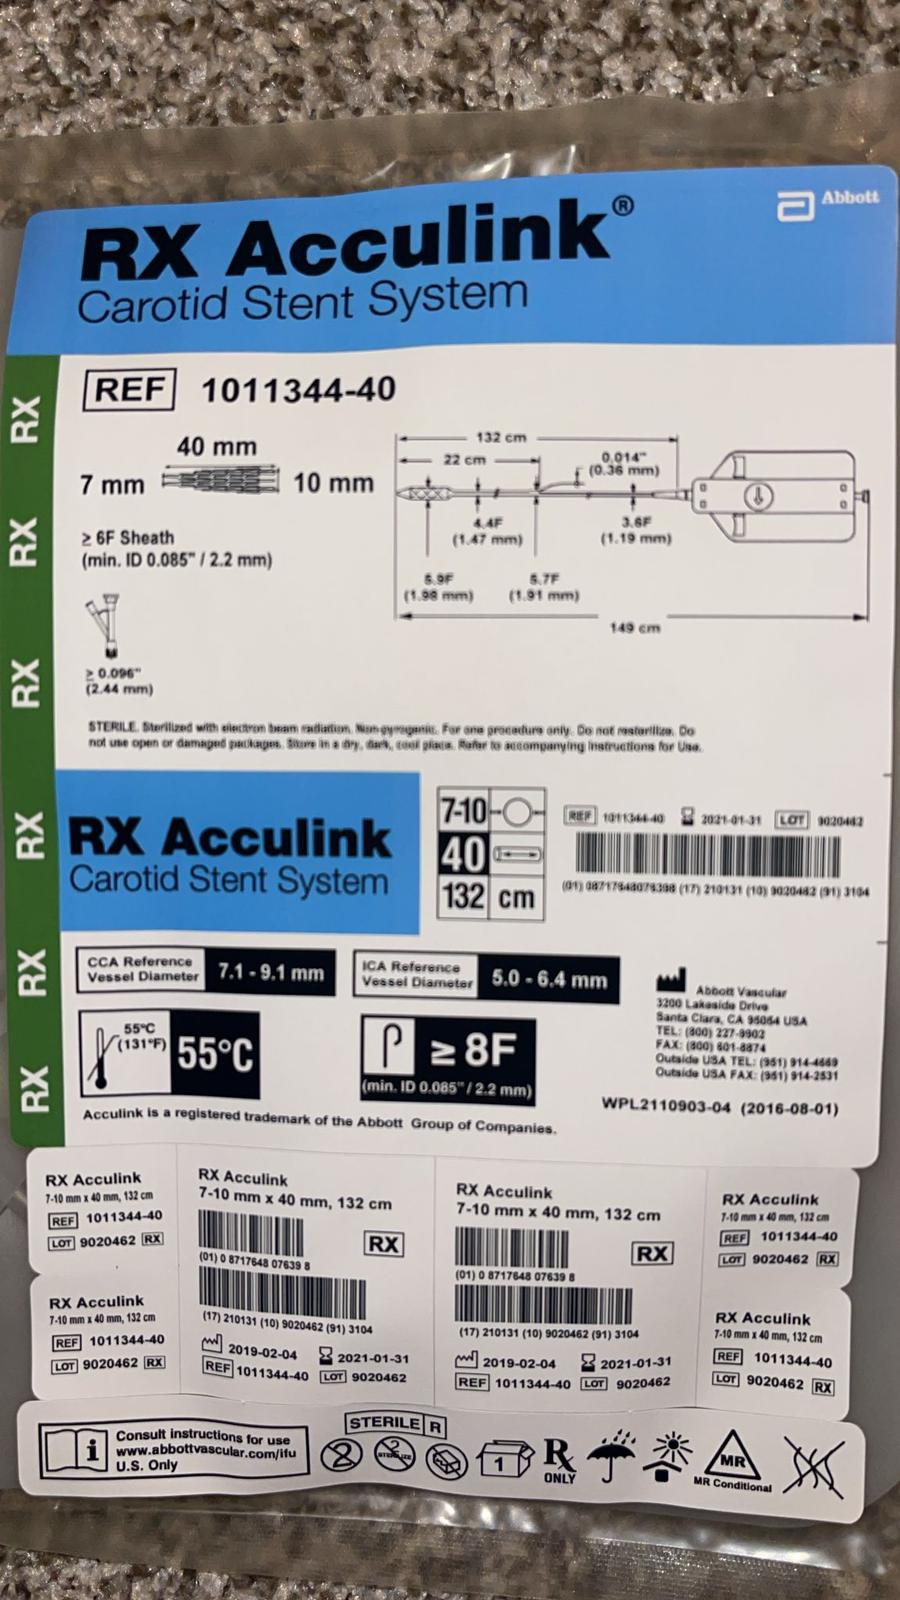 RX Acculink®
Abbott
Carotid Stent System
REF 1011344-40
40 mm
7 mm
10 mm
≥ 6F Sheath
(min. ID 0.085" / 2.2 mm)
≥ 0.096"
(2.44 mm)
132 cm
22 cm
0.014"
(0.36 mm)
4.4F
(1.47 mm)
3.6F
(1.19 mm)
5.9F
(1.98 mm)
5.7F
(1.91 mm)
149 cm
STERILE. Sterilized with electron beam radiation. Non-pyrogenic. For one procedure only. Do not resterilize. Do
not use open or damaged packages. Store in a dry, dark, cool place. Refer to accompanying Instructions for Use.
RX
RX
RX
RX
RX
RX
RX Acculink
Carotid Stent System
7-10
40
132 cm
REF 1011344-40 2021-01-31 LOT 9020462
(01) 08717648076398 (17) 210131 (10) 9020462 (91) 3104
CCA Reference
Vessel Diameter
7.1 - 9.1 mm
ICA Reference
Vessel Diameter
5.0 - 6.4 mm
55°C
(131°F)
55°C
≥ 8F
(min. ID 0.085" / 2.2 mm)
Abbott Vascular
3200 Lakeside Drive
Santa Clara, CA 95054 USA
TEL: (800) 227-9902
FAX: (800) 601-8874
Outside USA TEL: (951) 914-4669
Outside USA FAX: (951) 914-2531
WPL2110903-04 (2016-08-01)
Acculink is a registered trademark of the Abbott Group of Companies.
RX Acculink
7-10 mm x 40 mm, 132 cm
REF 1011344-40
LOT 9020462 RX
RX Acculink
7-10 mm x 40 mm, 132 cm
REF 1011344-40
LOT 9020462 RX
RX Acculink
7-10 mm x 40 mm, 132 cm
RX
(01) 0 8717648 07639 8
(17) 210131 (10) 9020462 (91) 3104
2019-02-04 2021-01-31
REF 1011344-40 LOT 9020462
RX Acculink
7-10 mm x 40 mm, 132 cm
RX
(01) 0 8717648 07639 8
(17) 210131 (10) 9020462 (91) 3104
2019-02-04 2021-01-31
REF 1011344-40 LOT 9020462
RX Acculink
7-10 mm x 40 mm, 132 cm
REF 1011344-40
LOT 9020462 RX
RX Acculink
7-10 mm x 40 mm, 132 cm
REF 1011344-40
LOT 9020462 RX
Consult instructions for use
www.abbottvascular.com/ifu
U.S. Only
STERILE R
2
2
STERILIZE
1
Rx
ONLY
MR
MR Conditional